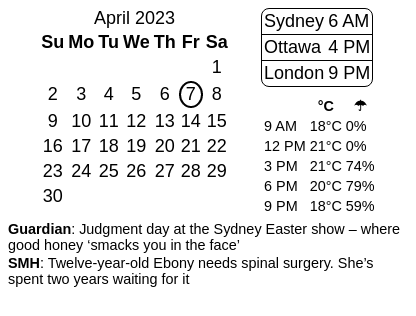 April 2023
Su Mo Tu We Th Fr Sa
1
2 3 4 5 6 7 8
9 10 11 12 13 14 15
16 17 18 19 20 21 22
23 24 25 26 27 28 29
30
Sydney 6 AM
Ottawa 4 PM
London 9 PM
°C ☂
9 AM 18°C 0%
12 PM 21°C 0%
3 PM 21°C 74%
6 PM 20°C 79%
9 PM 18°C 59%
Guardian: Judgment day at the Sydney Easter show – where
good honey ‘smacks you in the face’
SMH: Twelve-year-old Ebony needs spinal surgery. She’s
spent two years waiting for it